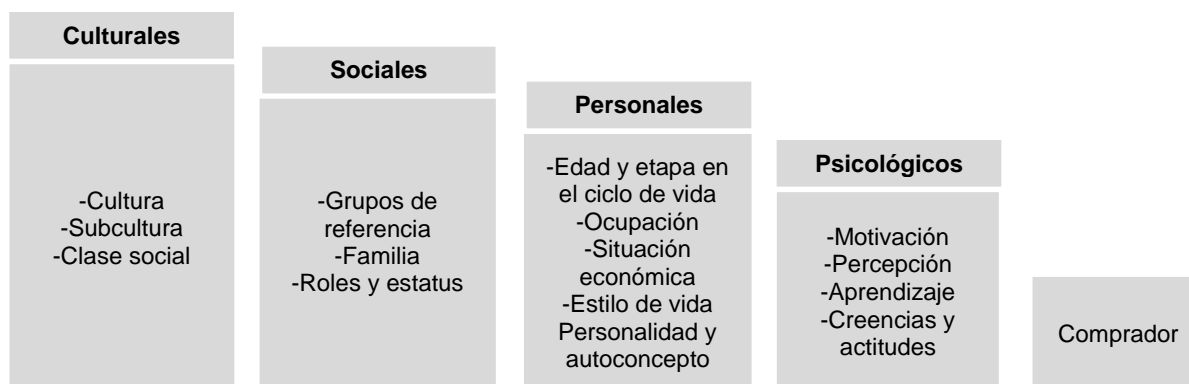 Culturales
-Cultura
-Subcultura
-Clase social
Sociales
-Grupos de
referencia
-Familia
-Roles y estatus
Personales
-Edad y etapa en
el ciclo de vida
-Ocupación
-Situación
económica
-Estilo de vida
Personalidad y
autoconcepto
Psicológicos
-Motivación
-Percepción
-Aprendizaje
-Creencias y
actitudes
Comprador